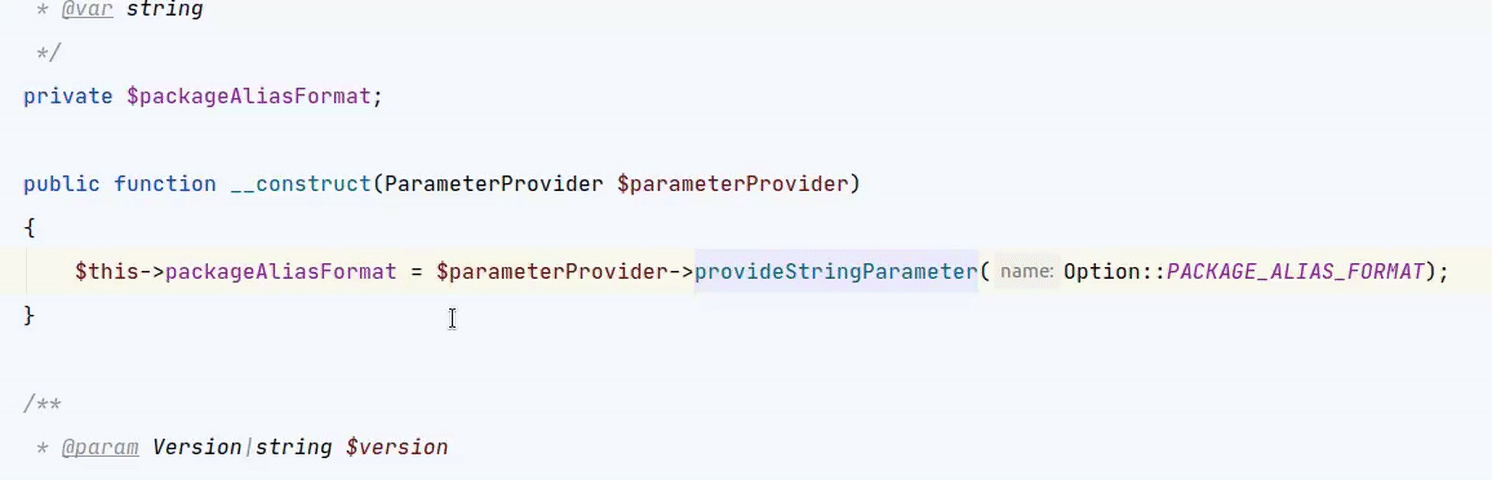 * @var string
*/
private $packageAliasFormat;
public function __construct(ParameterProvider $parameterProvider)
{
$this->packageAliasFormat = $parameterProvider->provideStringParameter( name: Option::PACKAGE_ALIAS_FORMAT);
}
/**
* @param Version|string $version